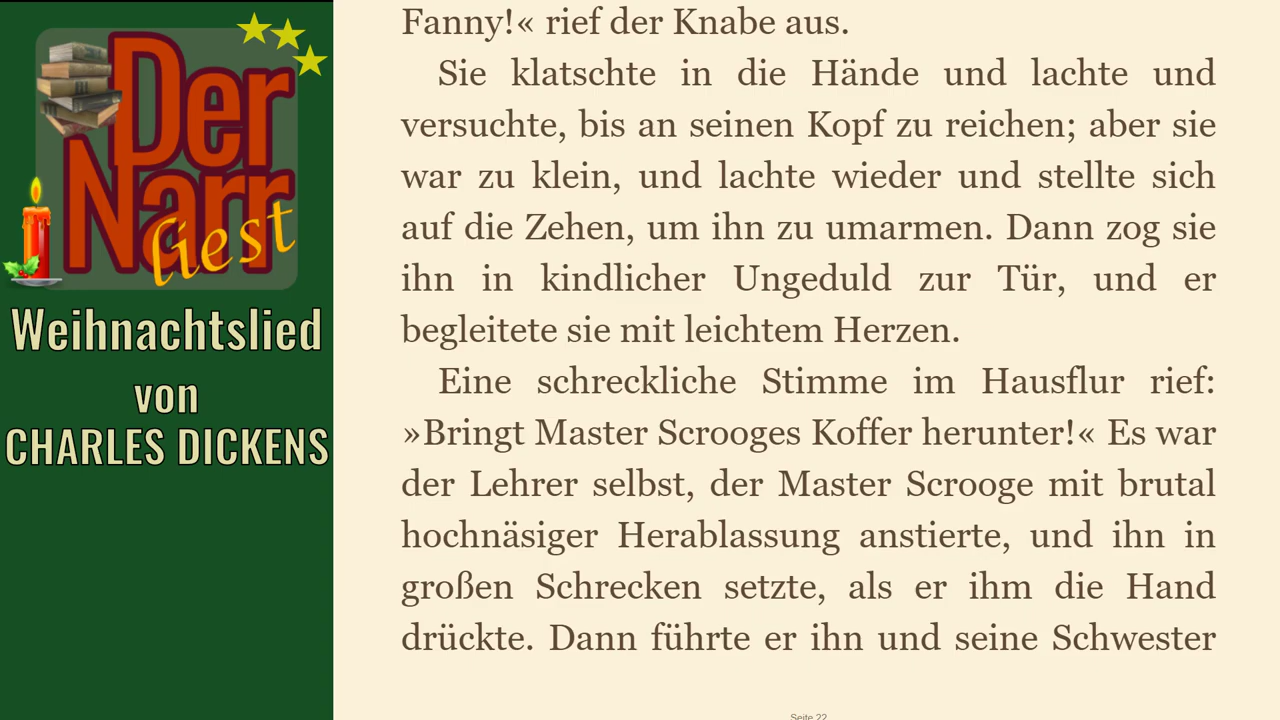 Der
Narr
liest
Weihnachtslied
von
CHARLES DICKENS
Fanny!« rief der Knabe aus.
Sie klatschte in die Hände und lachte und
versuchte, bis an seinen Kopf zu reichen; aber sie
war zu klein, und lachte wieder und stellte sich
auf die Zehen, um ihn zu umarmen. Dann zog sie
ihn in kindlicher Ungeduld zur Tür, und er
begleitete sie mit leichtem Herzen.
Eine schreckliche Stimme im Hausflur rief:
»Bringt Master Scrooges Koffer herunter!« Es war
der Lehrer selbst, der Master Scrooge mit brutal
hochnäsiger Herablassung anstierte, und ihn in
großen Schrecken setzte, als er ihm die Hand
drückte. Dann führte er ihn und seine Schwester
Seite 22